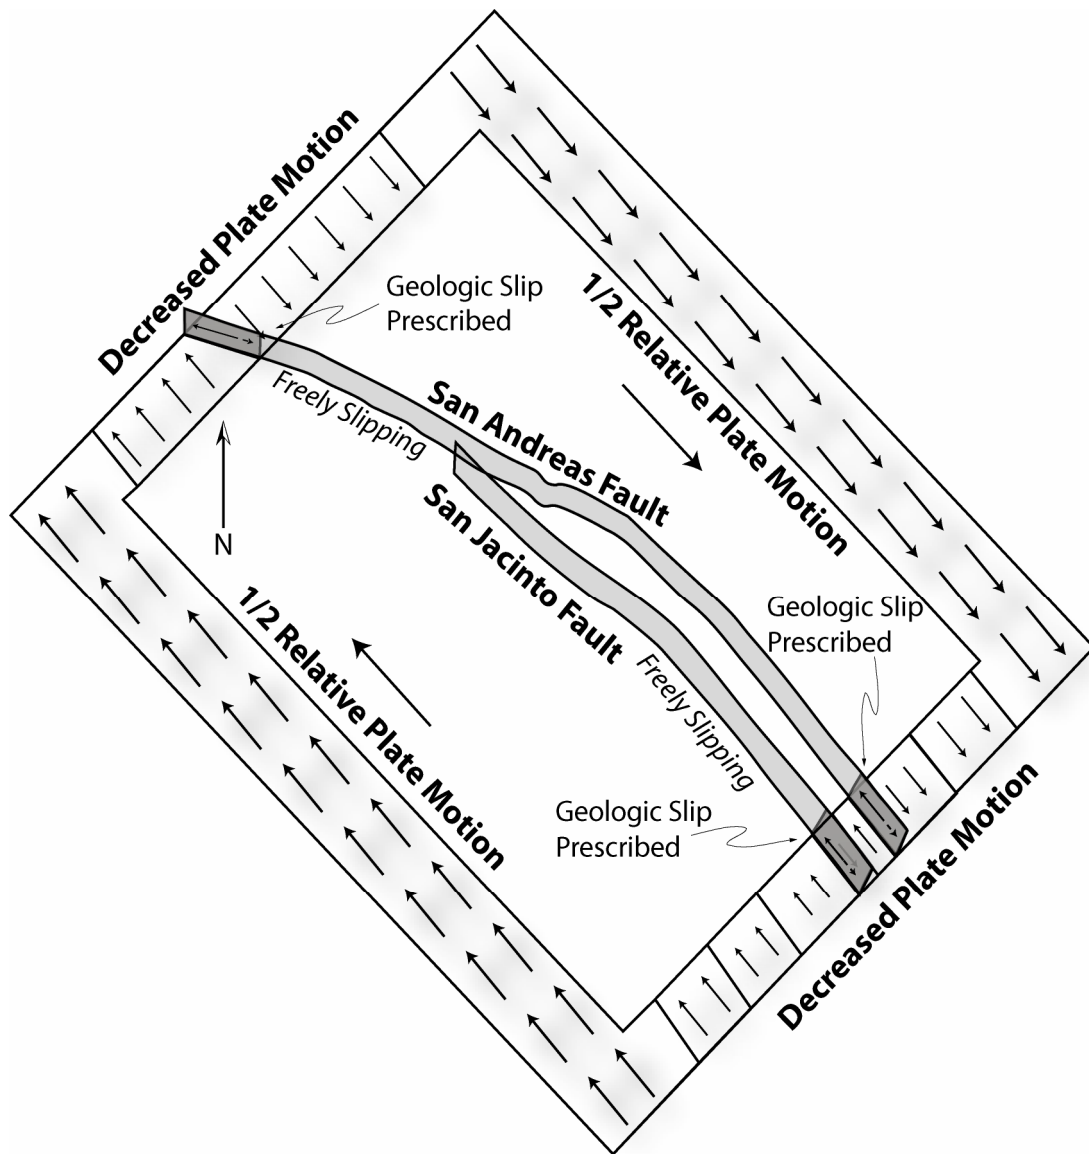 Decreased Plate Motion
Geologic Slip
Prescribed
1/2 Relative Plate Motion
San Andreas Fault
Freely Slipping
San Jacinto Fault
N
Geologic Slip
Prescribed
1/2 Relative Plate Motion
Freely Slipping
Geologic Slip
Prescribed
Decreased Plate Motion